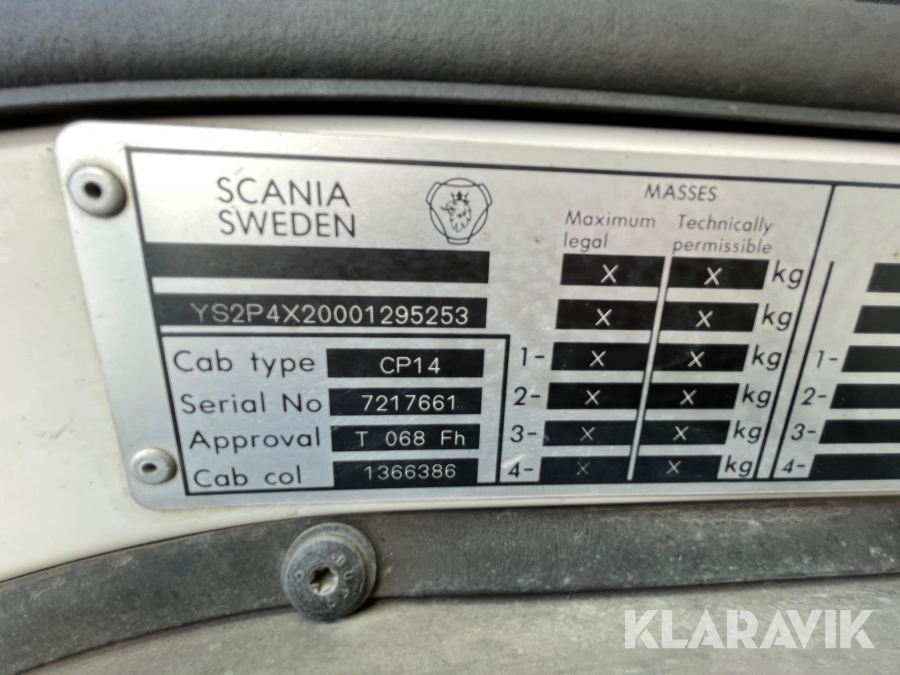 SCANIA
SWEDEN
YS2P4X20001295253
Cab type CP14
Serial No 7217661
Approval T 068 Fh
Cab col 1366386
MASSES
Maximum legal Technically permissible
X X kg
X X kg
1- X X kg
2- X X kg
3- X X kg
4- X X kg
1-
2-
3-
4-
KLARAVIK